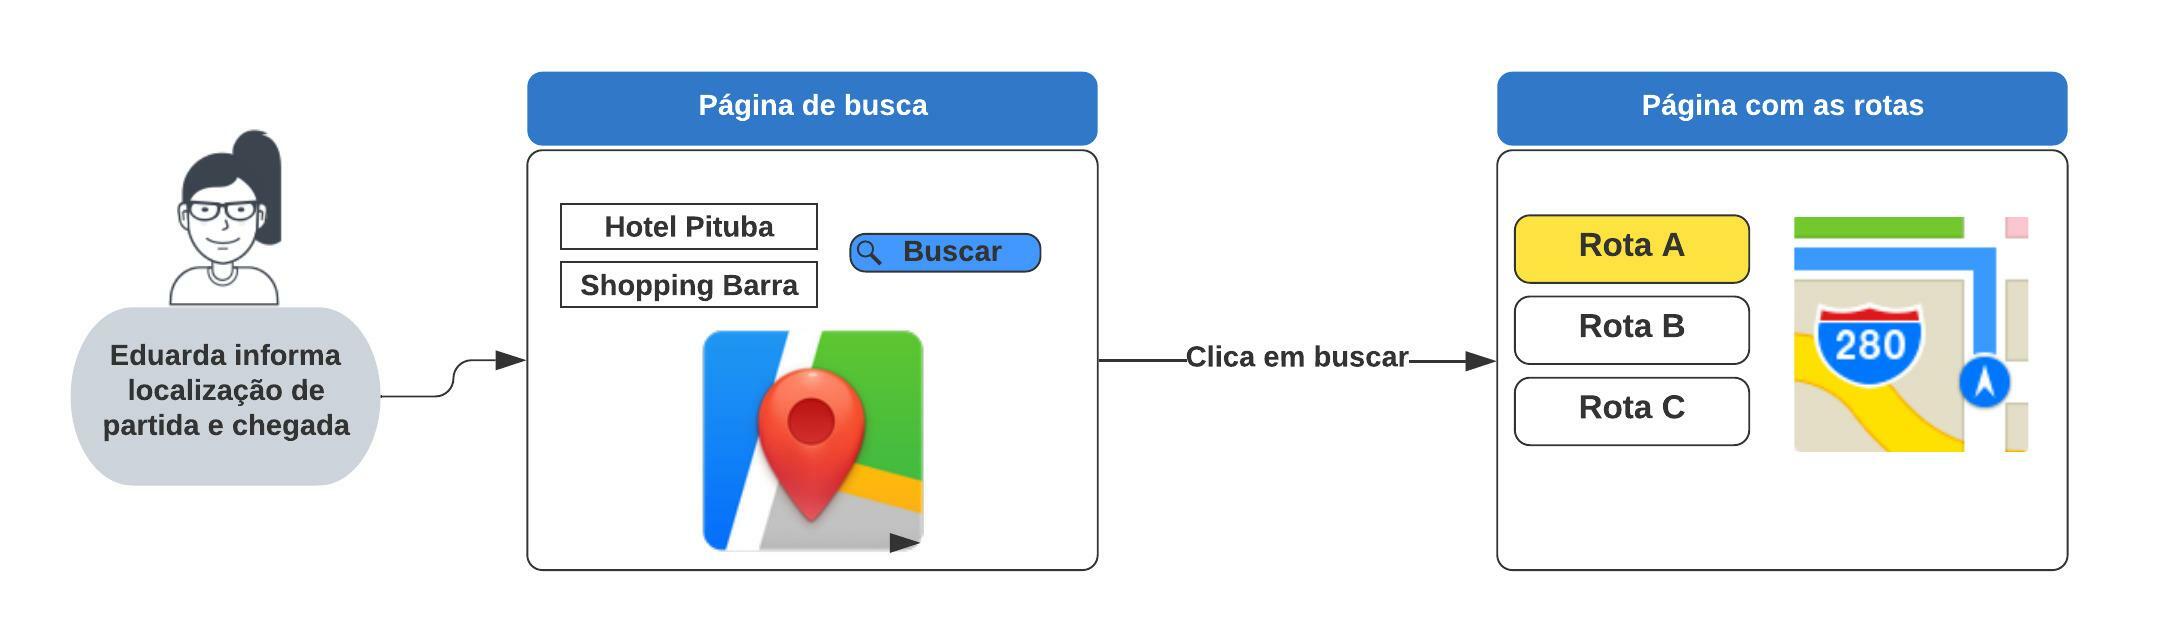 Eduarda informa
localização de
partida e chegada
Página de busca
Hotel Pituba
Shopping Barra
Buscar
Clica em buscar
Página com as rotas
Rota A
Rota B
Rota C
280